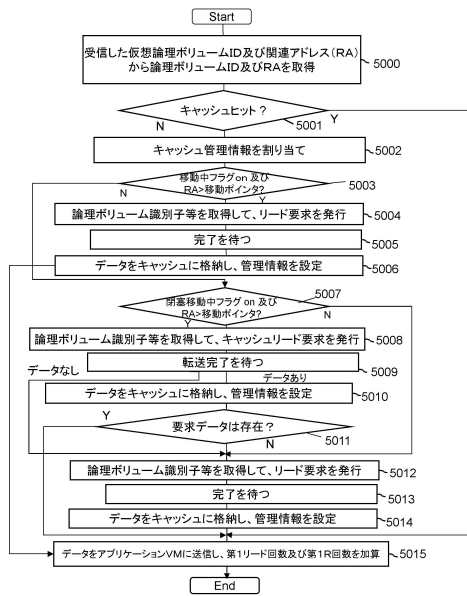 Start
受信した仮想論理ボリュームID及び関連アドレス(RA)
から論理ボリュームID及びRAを取得
5000
キャッシュヒット？
5001
N
Y
キャッシュ管理情報を割り当て
5002
移動中フラグon 及び
RA>移動ポインタ?
5003
N
Y
論理ボリューム識別子等を取得して、リード要求を発行
5004
完了を待つ
5005
データをキャッシュに格納し、管理情報を設定
5006
閉塞移動中フラグon 及び
RA>移動ポインタ?
5007
Y
N
論理ボリューム識別子等を取得して、キャッシュリード要求を発行
5008
転送完了を待つ
5009
データなし
データあり
データをキャッシュに格納し、管理情報を設定
5010
要求データは存在？
5011
Y
N
論理ボリューム識別子等を取得して、リード要求を発行
5012
完了を待つ
5013
データをキャッシュに格納し、管理情報を設定
5014
データをアプリケーションVMに送信し、第1リード回数及び第1R回数を加算
5015
End